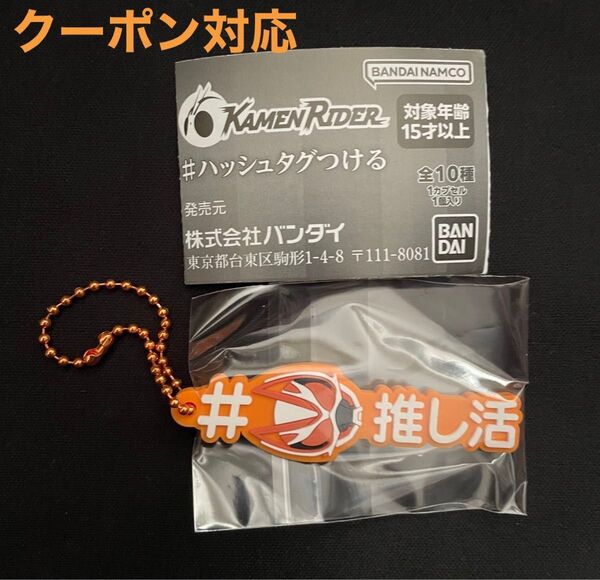 クーポン対応
BANDAI NAMCO
KAMEN RIDER
対象年齢
15才以上
#ハッシュタグつける
全10種
1カプセル
1個入り
発売元
株式会社バンダイ
東京都台東区駒形1-4-8 〒111-8081
BAN
DAI
# 推し活